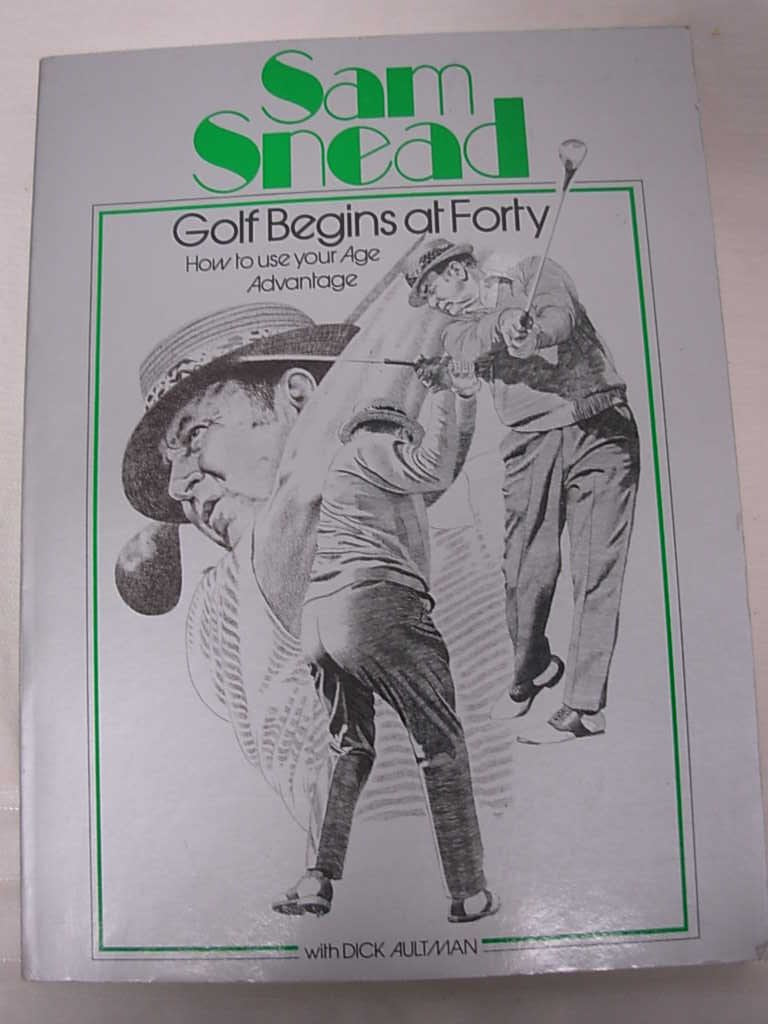 Sam
Snead
Golf Begins at Forty
How to use your Age
Advantage
with DICK AULTMAN